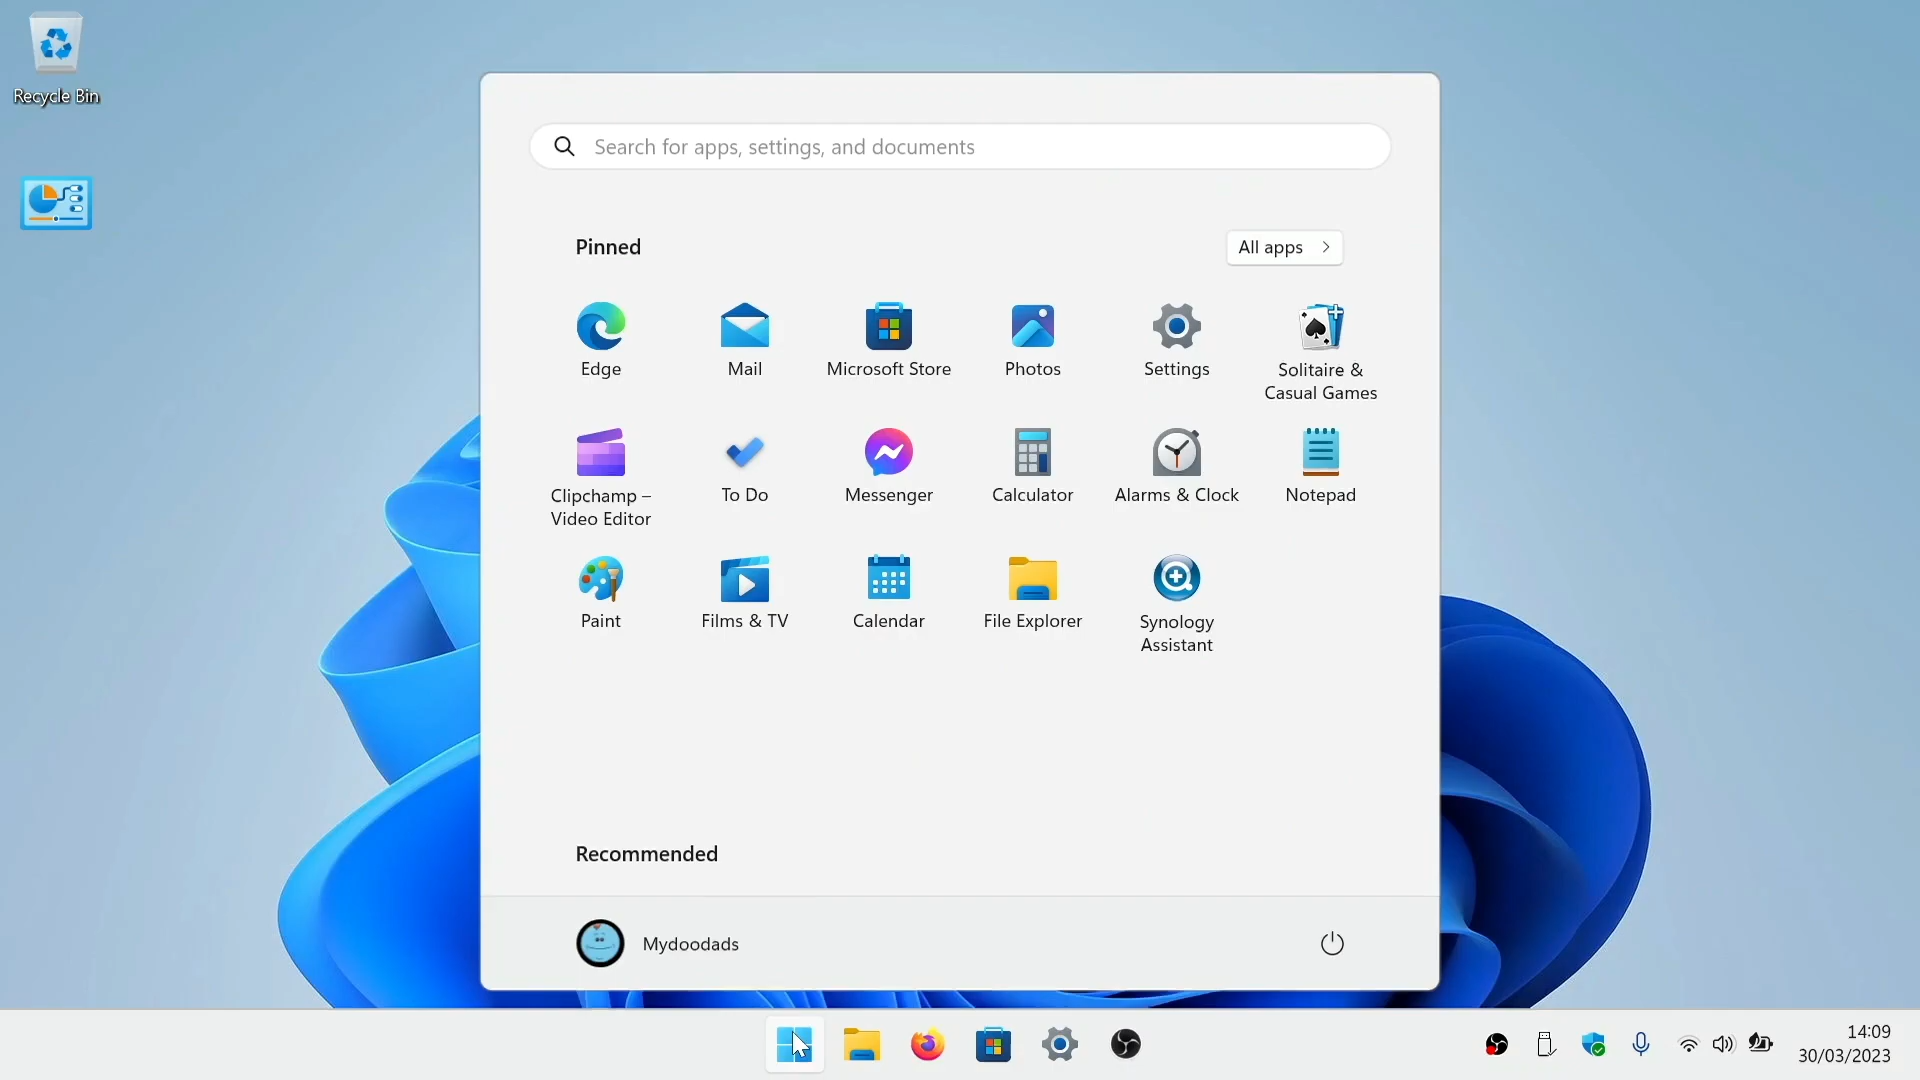 Recycle Bin
Search for apps, settings, and documents
Pinned
All apps
Edge
Mail
Microsoft Store
Photos
Settings
Solitaire &
Casual Games
Clipchamp –
Video Editor
To Do
Messenger
Calculator
Alarms & Clock
Notepad
Paint
Films & TV
Calendar
File Explorer
Synology
Assistant
Recommended
Mydoodads
14:09
30/03/2023